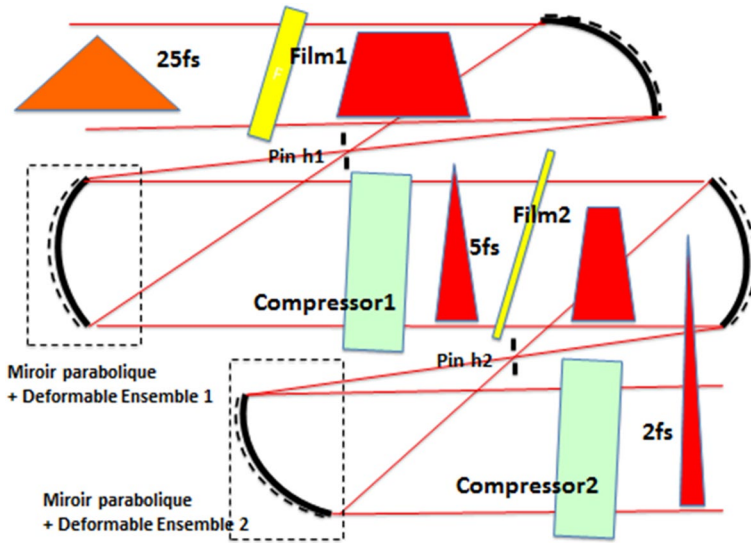 25fs
Film1
F
Pin h1
Film2
5fs
Compressor1
Pin h2
Miroir parabolique
+ Deformable Ensemble 1
2fs
Compressor2
Miroir parabolique
+ Deformable Ensemble 2